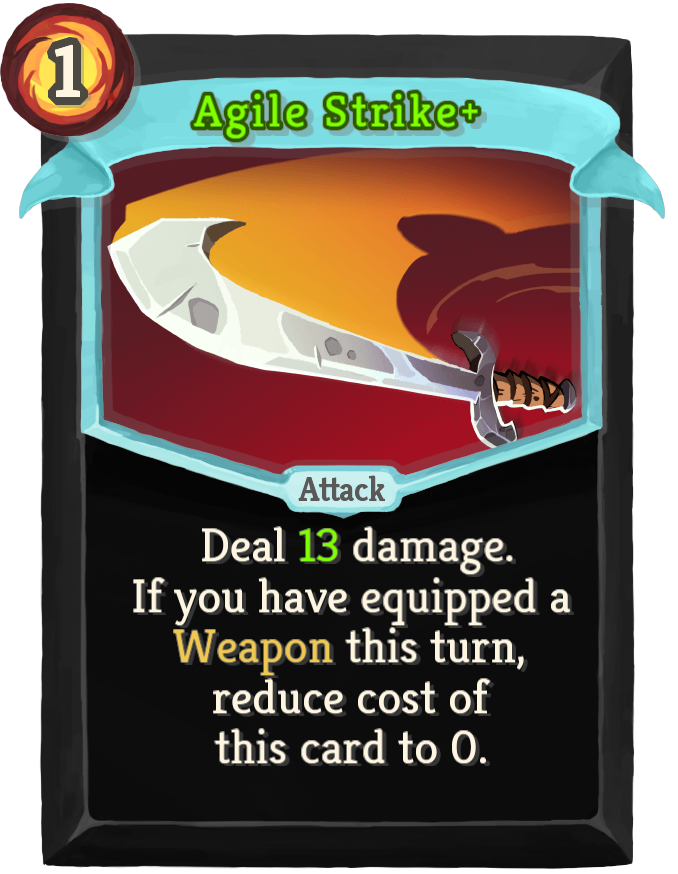 1
Agile Strike+
Attack
Deal 13 damage.
If you have equipped a
Weapon this turn,
reduce cost of
this card to 0.